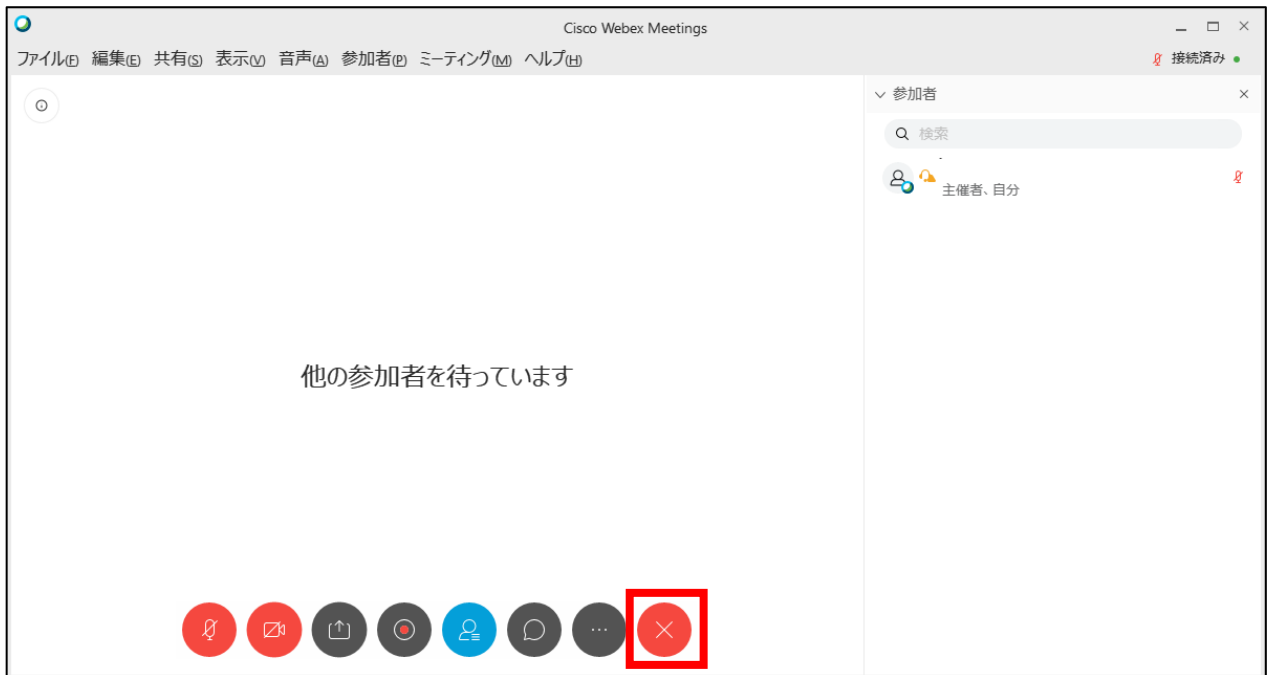 Cisco Webex Meetings
ファイル(F) 編集(E) 共有(S) 表示(V) 音声(A) 参加者(P) ミーティング(M) ヘルプ(H) 接続済み
参加者
検索
主催者、自分
他の参加者を待っています